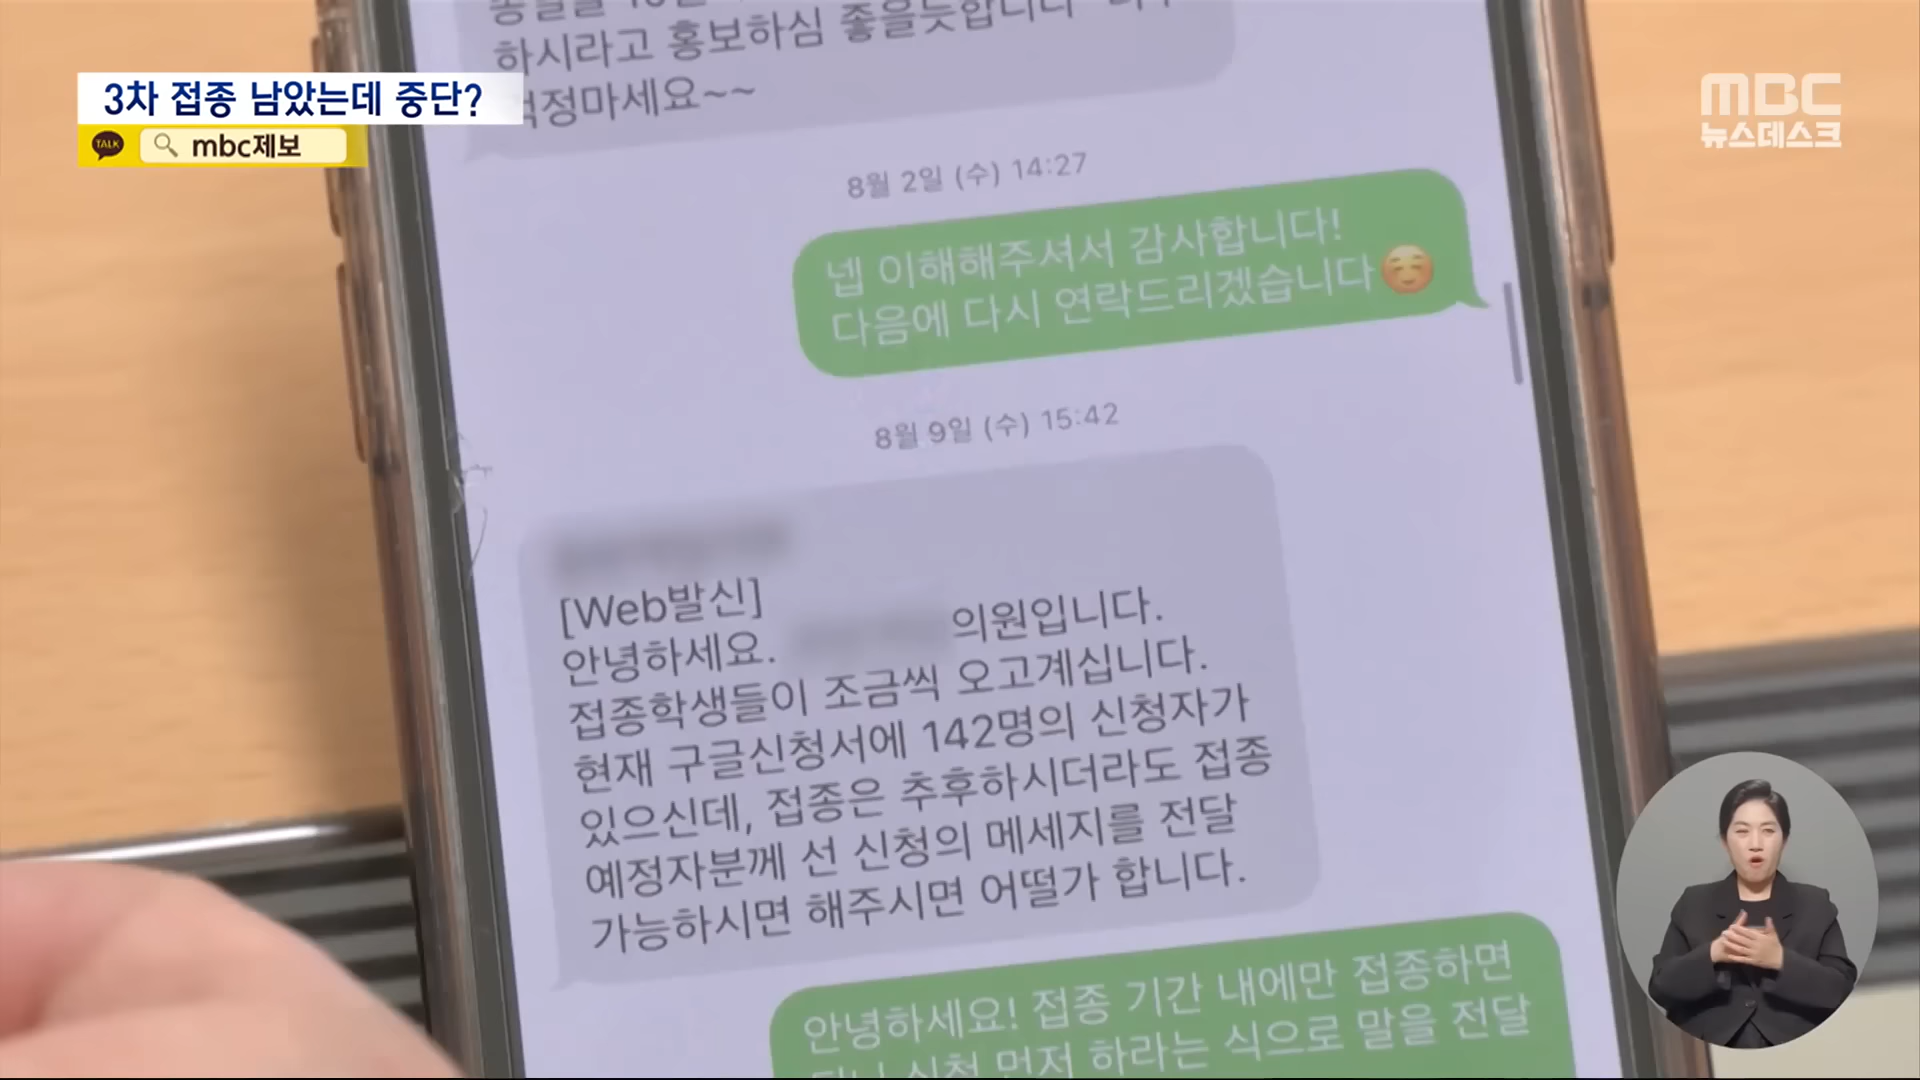 3차 접종 남았는데 중단?
TALK mbc제보
MBC
뉴스데스크
하시라고 홍보하심 좋을듯합니다
걱정마세요~~
8월 2일 (수) 14:27
넵 이해해주셔서 감사합니다!
다음에 다시 연락드리겠습니다☺️
8월 9일 (수) 15:42
[Web발신]
안녕하세요. 의원입니다.
접종학생들이 조금씩 오고계십니다.
현재 구글신청서에 142명의 신청자가
있으신데, 접종은 추후하시더라도 접종
예정자분께 선 신청의 메세지를 전달
가능하시면 해주시면 어떨가 합니다.
안녕하세요! 접종 기간 내에만 접종하면
신청 먼저 하라는 식으로 말을 전달